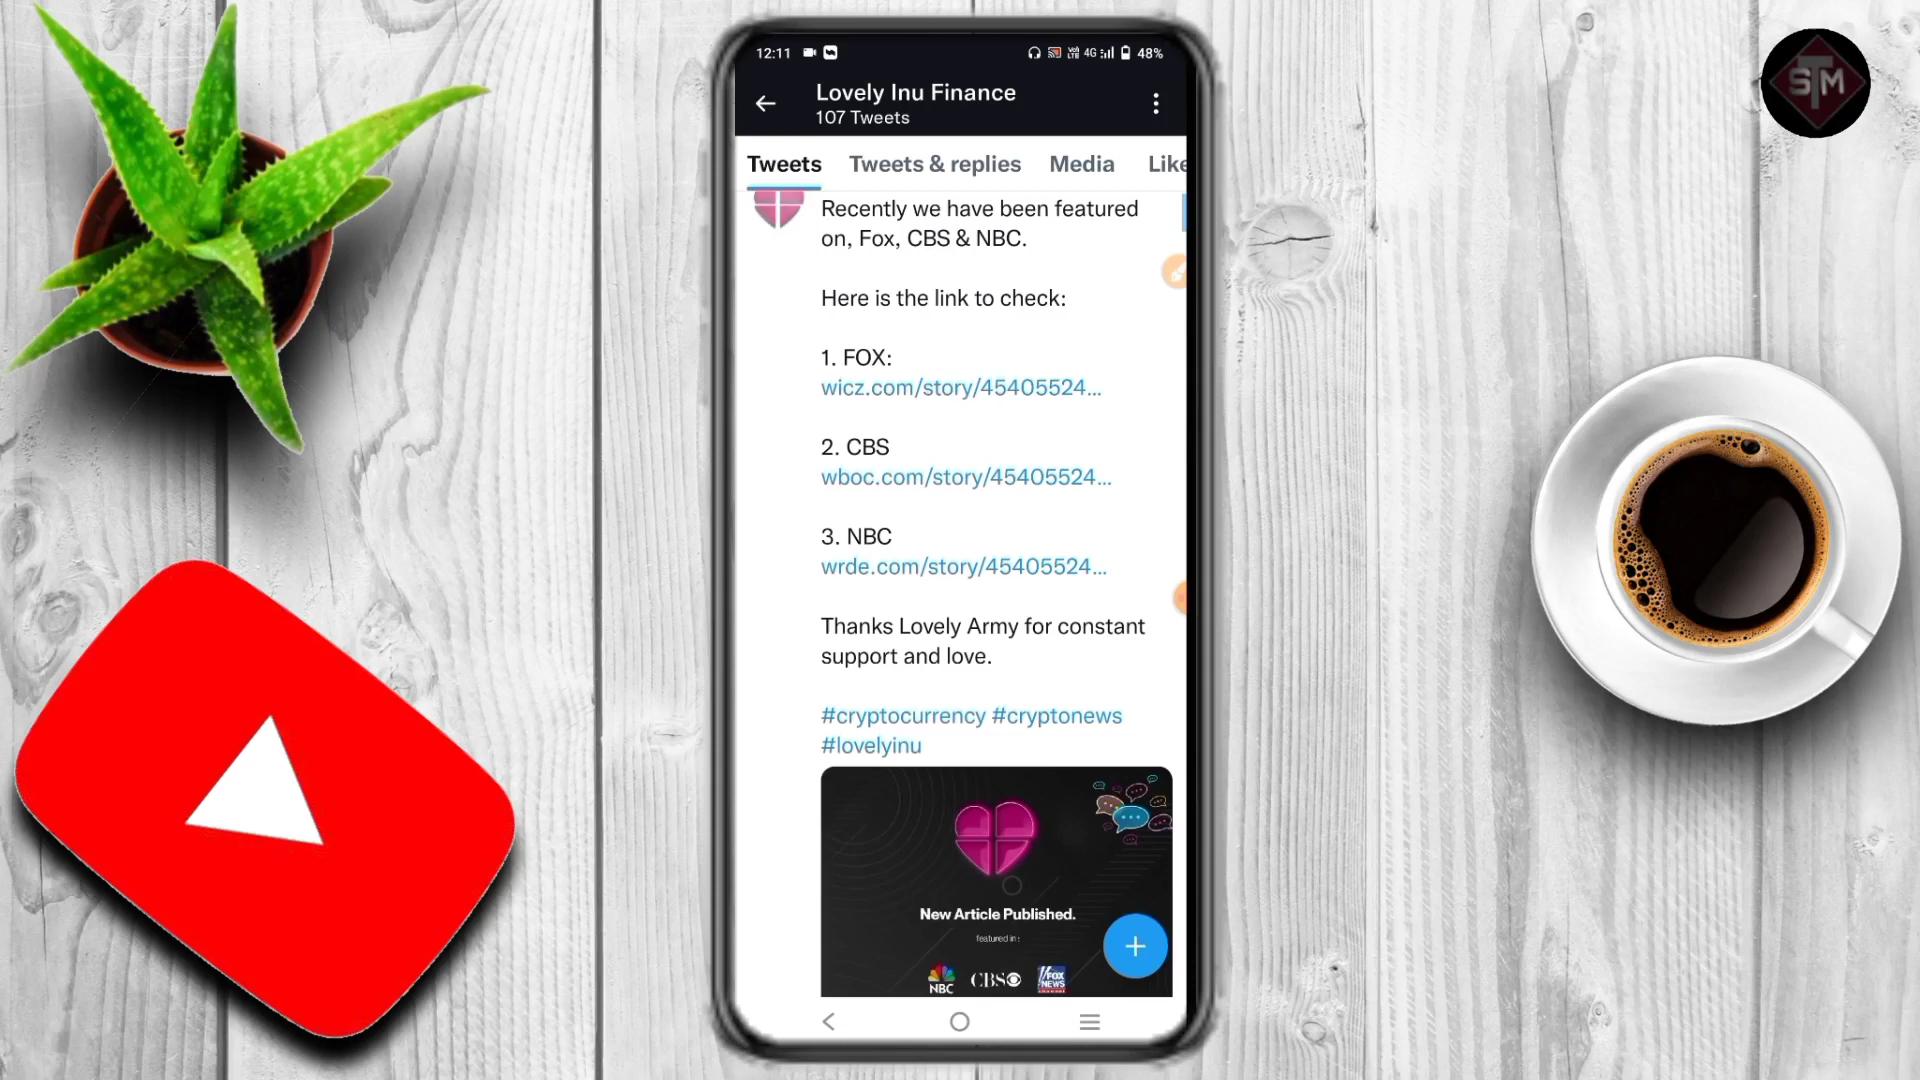 STM
12:11
4G 48%
Lovely Inu Finance
107 Tweets
Tweets Tweets & replies Media Like
Recently we have been featured
on, Fox, CBS & NBC.
Here is the link to check:
1. FOX:
wicz.com/story/45405524...
2. CBS
wboc.com/story/45405524...
3. NBC
wrde.com/story/45405524...
Thanks Lovely Army for constant
support and love.
#cryptocurrency #cryptonews
#lovelyinu
New Article Published.
featured in:
NBC CBS FOX
NEWS